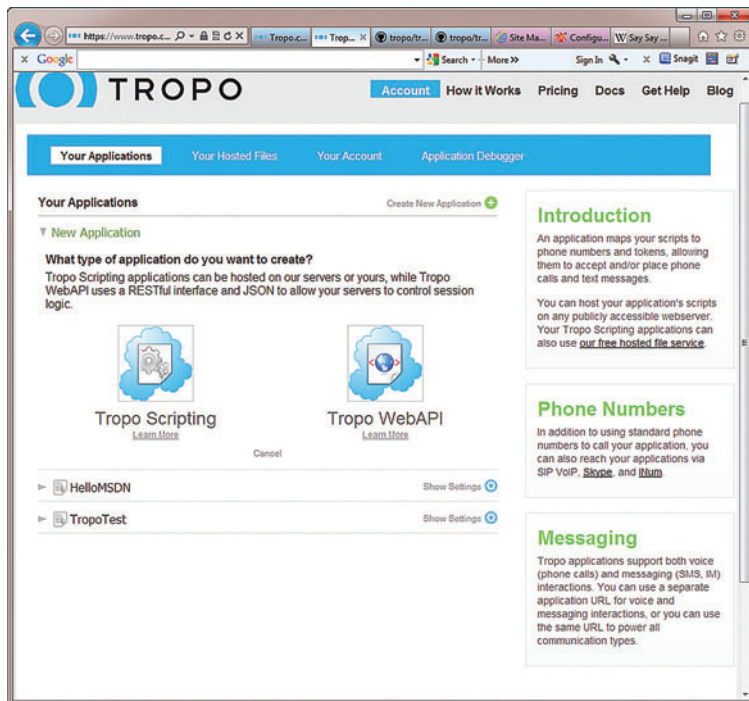 https://www.tropo.c...
Tropo.c...
Trop...
tropo/tr...
tropo/tr...
Site Ma...
Configu...
Say Say ...
x Google
Search
More >>
Sign In
x
Snagit
TROPO
Account How it Works Pricing Docs Get Help Blog
Your Applications Your Hosted Files Your Account Application Debugger
Your Applications
Create New Application
New Application
What type of application do you want to create?
Tropo Scripting applications can be hosted on our servers or yours, while Tropo
WebAPI uses a RESTful interface and JSON to allow your servers to control session
logic.
Tropo Scripting
Learn More
Tropo WebAPI
Learn More
Cancel
HelloMSDN
Show Settings
TropoTest
Show Settings
Introduction
An application maps your scripts to
phone numbers and tokens, allowing
them to accept and/or place phone
calls and text messages.
You can host your application's scripts
on any publicly accessible webserver.
Your Tropo Scripting applications can
also use our free hosted file service.
Phone Numbers
In addition to using standard phone
numbers to call your application, you
can also reach your applications via
SIP VoIP, Skype, and INum.
Messaging
Tropo applications support both voice
(phone calls) and messaging (SMS, IM)
interactions. You can use a separate
application URL for voice and
messaging interactions, or you can use
the same URL to power all
communication types.